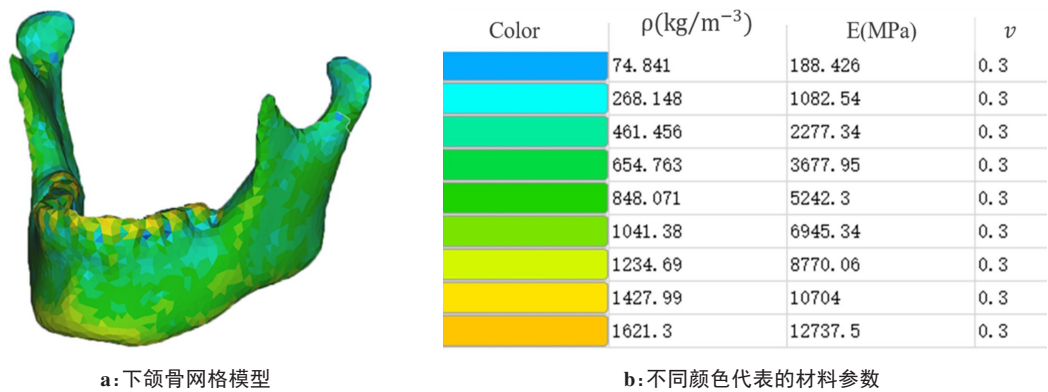 Color ρ(kg/m⁻³) E(MPa) v
74.841 188.426 0.3
268.148 1082.54 0.3
461.456 2277.34 0.3
654.763 3677.95 0.3
848.071 5242.3 0.3
1041.38 6945.34 0.3
1234.69 8770.06 0.3
1427.99 10704 0.3
1621.3 12737.5 0.3
a:下颌骨网格模型 b:不同颜色代表的材料参数